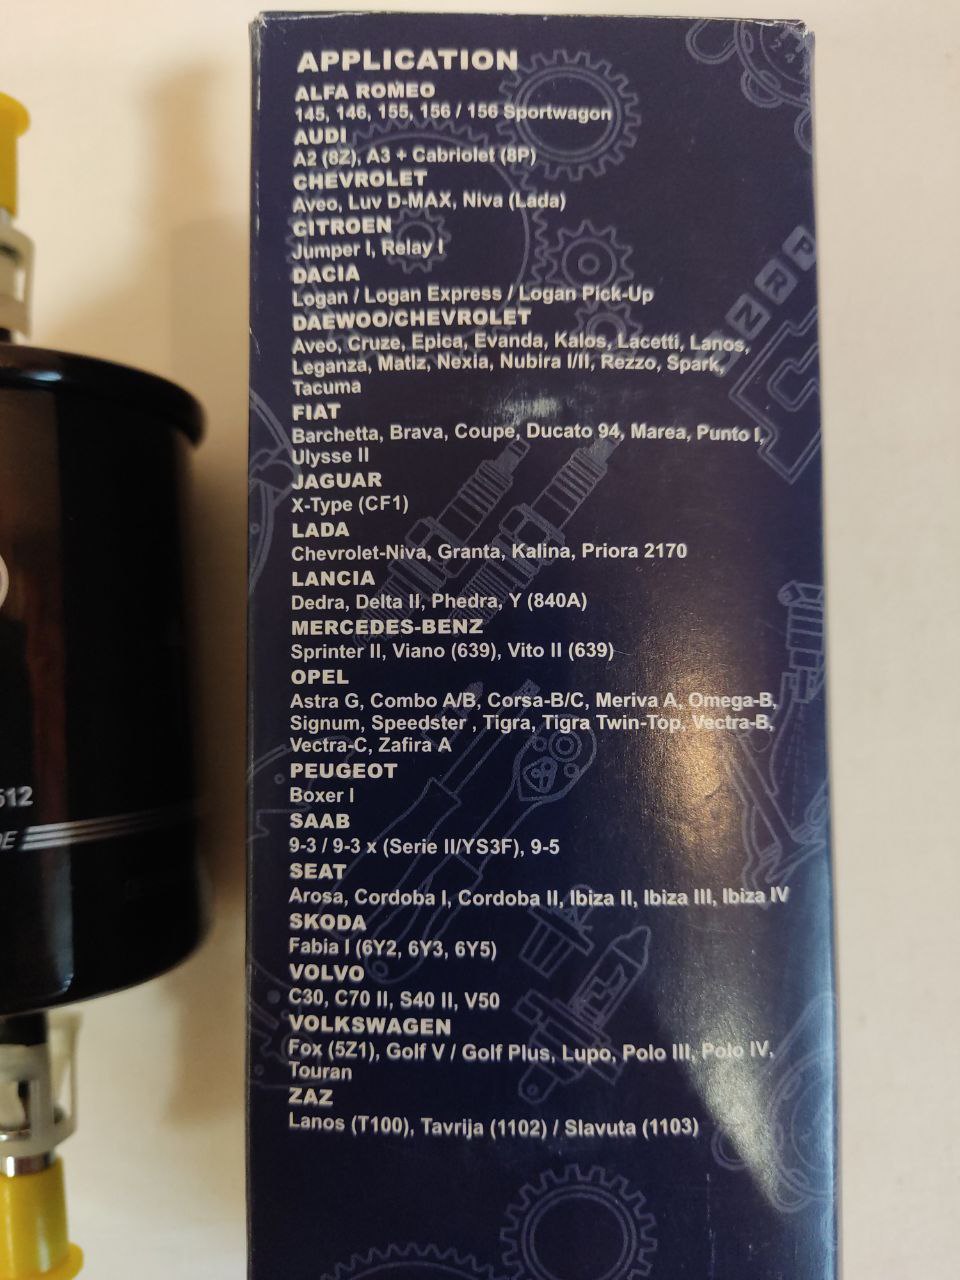 APPLICATION
ALFA ROMEO
145, 146, 155, 156 / 156 Sportwagon
AUDI
A2 (8Z), A3 + Cabriolet (8P)
CHEVROLET
Aveo, Luv D-MAX, Niva (Lada)
CITROEN
Jumper I, Relay I
DACIA
Logan / Logan Express / Logan Pick-Up
DAEWOO/CHEVROLET
Aveo, Cruze, Epica, Evanda, Kalos, Lacetti, Lanos,
Leganza, Matiz, Nexia, Nubira I/II, Rezzo, Spark,
Tacuma
FIAT
Barchetta, Brava, Coupe, Ducato 94, Marea, Punto I,
Ulysse II
JAGUAR
X-Type (CF1)
LADA
Chevrolet-Niva, Granta, Kalina, Priora 2170
LANCIA
Dedra, Delta II, Phedra, Y (840A)
MERCEDES-BENZ
Sprinter II, Viano (639), Vito II (639)
OPEL
Astra G, Combo A/B, Corsa-B/C, Meriva A, Omega-B,
Signum, Speedster , Tigra, Tigra Twin-Top, Vectra-B,
Vectra-C, Zafira A
PEUGEOT
Boxer I
SAAB
9-3 / 9-3 x (Serie II/YS3F), 9-5
SEAT
Arosa, Cordoba I, Cordoba II, Ibiza II, Ibiza III, Ibiza IV
SKODA
Fabia I (6Y2, 6Y3, 6Y5)
VOLVO
C30, C70 II, S40 II, V50
VOLKSWAGEN
Fox (5Z1), Golf V / Golf Plus, Lupo, Polo III, Polo IV,
Touran
ZAZ
Lanos (T100), Tavrija (1102) / Slavuta (1103)